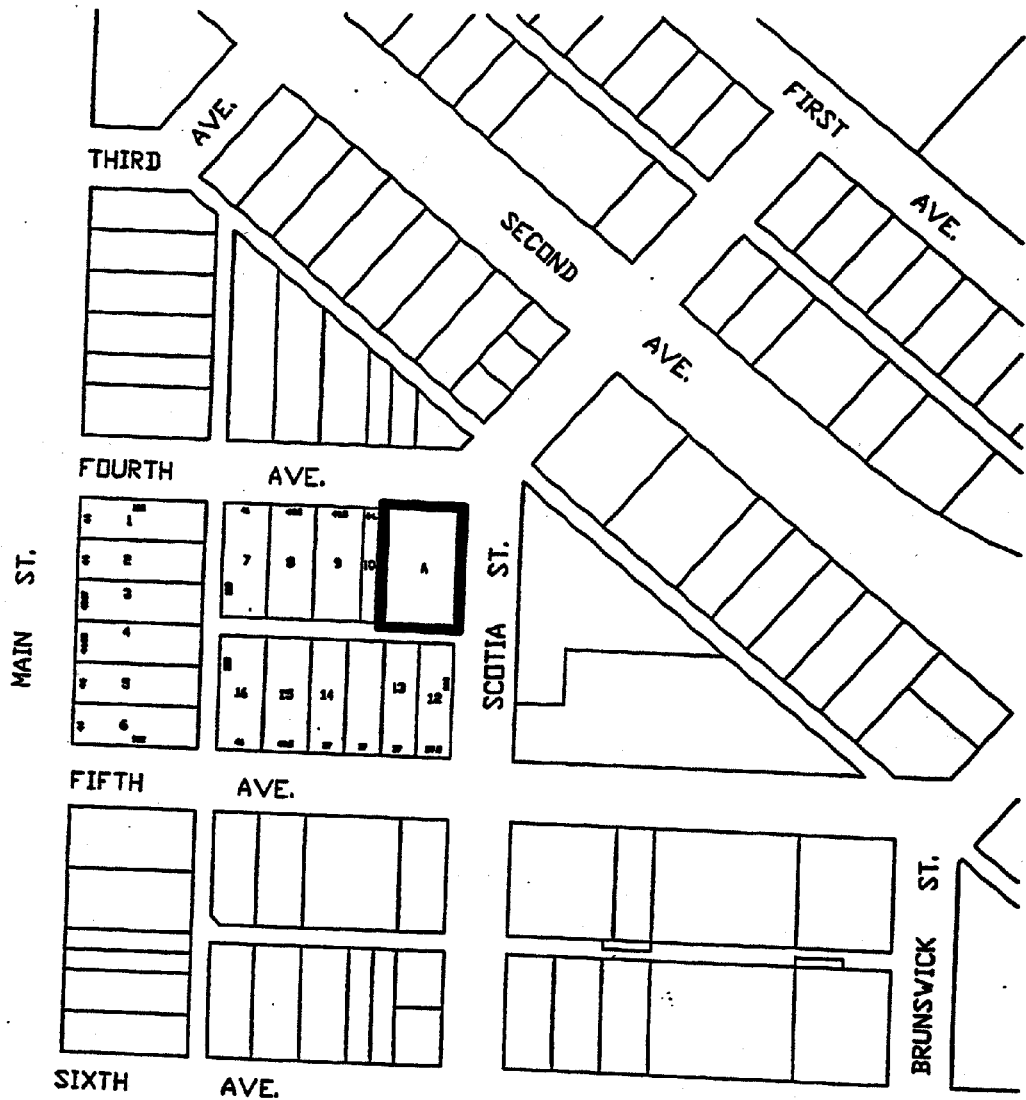 FIRST
AVE.
AVE.
THIRD
SECOND
AVE.
FOURTH
AVE.
MAIN ST.
SCOTIA ST.
1
2
3
4
5
6
7
8
9
10
A
16
15
14
13
12
FIFTH
AVE.
BRUNSWICK ST.
SIXTH
AVE.